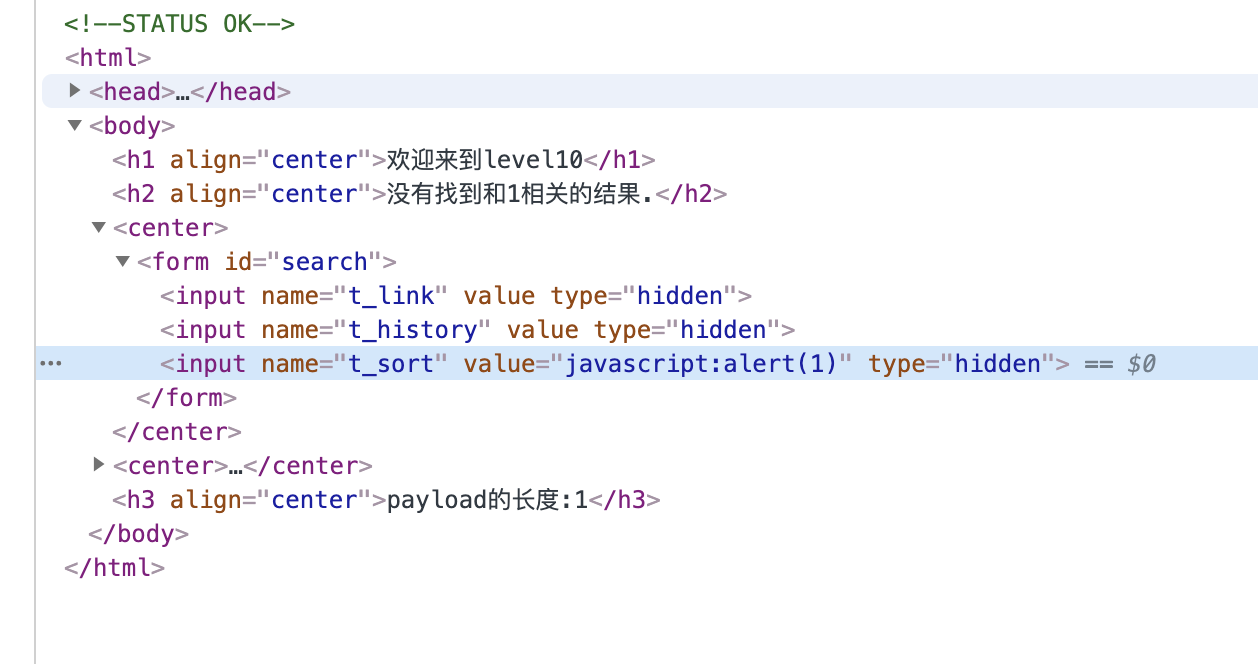 <!--STATUS OK-->
<html>
<head>…</head>
<body>
<h1 align="center">欢迎来到level10</h1>
<h2 align="center">没有找到和1相关的结果.</h2>
<center>
<form id="search">
<input name="t_link" value type="hidden">
<input name="t_history" value type="hidden">
<input name="t_sort" value="javascript:alert(1)" type="hidden"> == $0
</form>
</center>
<center>…</center>
<h3 align="center">payload的长度:1</h3>
</body>
</html>